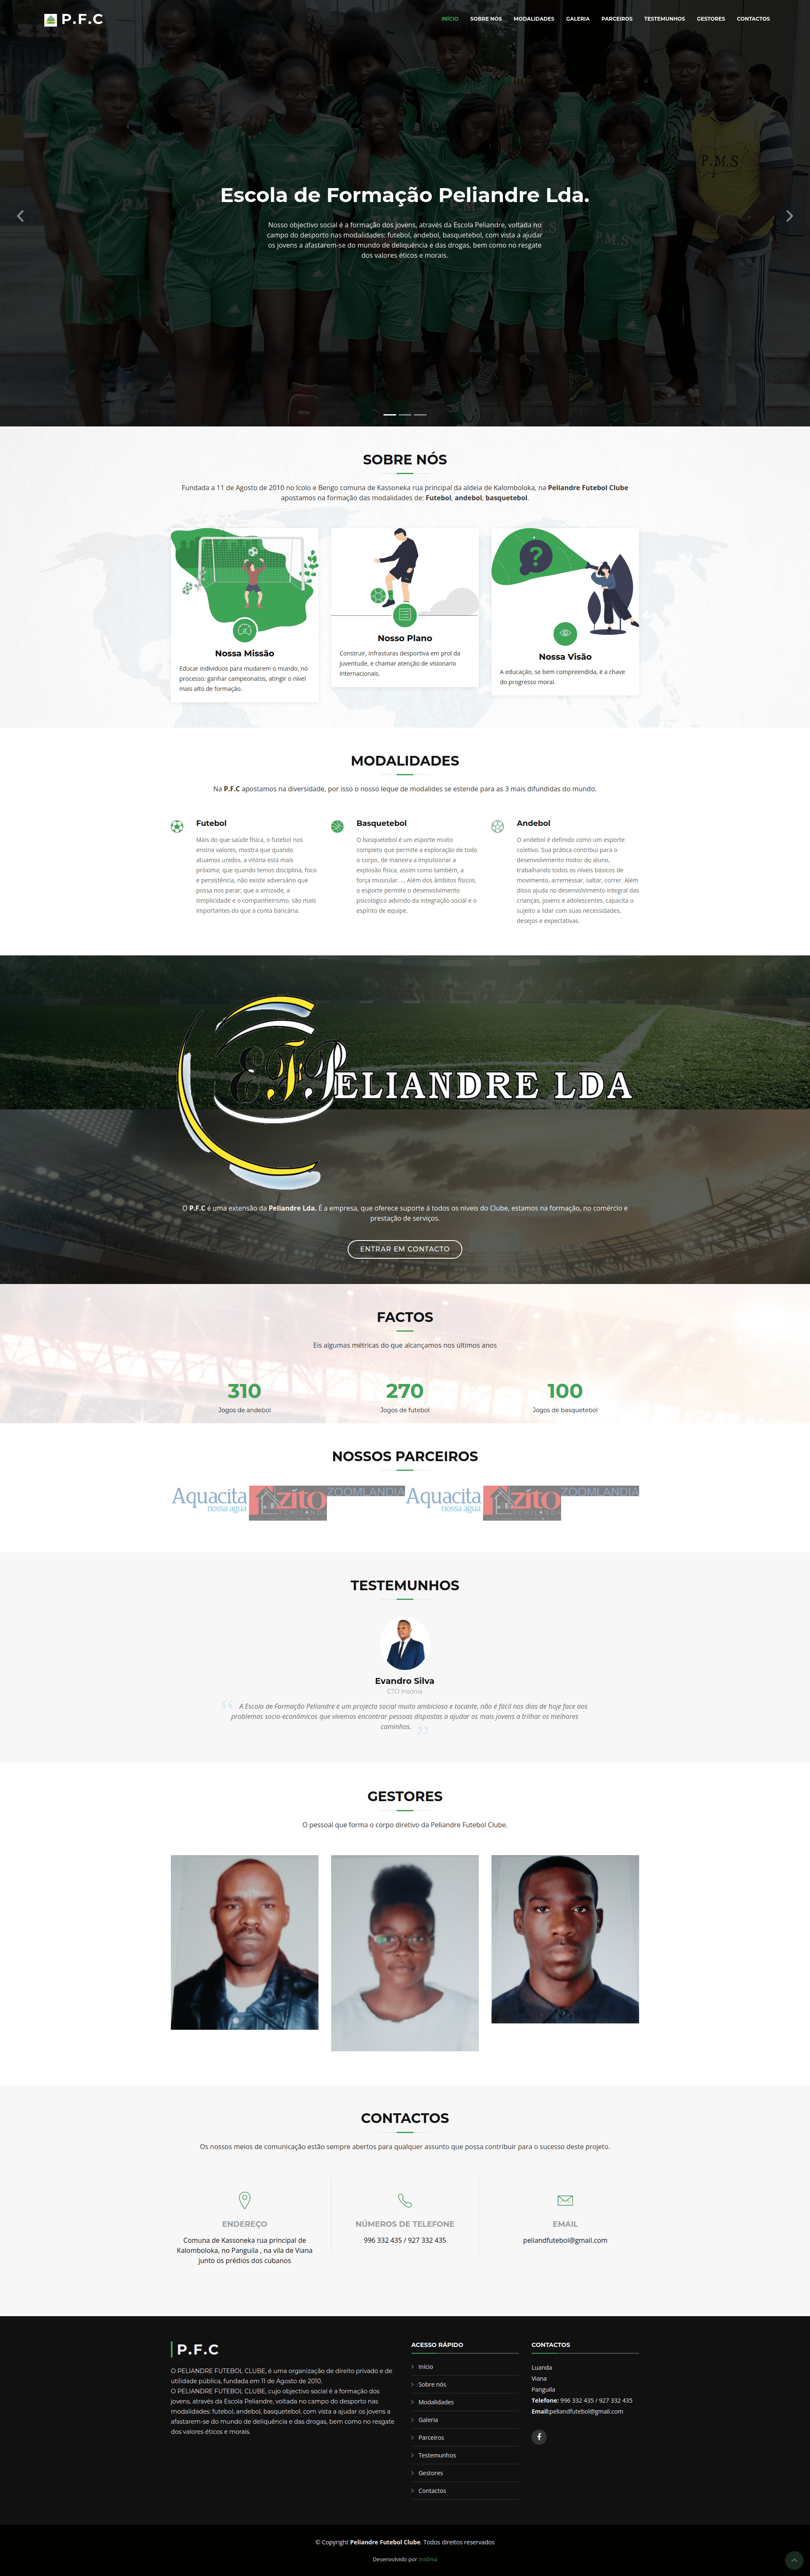 P.F.C
INÍCIO SOBRE NÓS MODALIDADES GALERIA PARCEIROS TESTEMUNHOS GESTORES CONTACTOS
P.M.S
P.M.S
Escola de Formação Peliandre Lda.
Nosso objectivo social é a formação dos jovens, através da Escola Peliandre, voltada no
campo do desporto nas modalidades: futebol, andebol, basquetebol, com vista a ajudar
os jovens a afastarem-se do mundo de deliquência e das drogas, bem como no resgate
dos valores éticos e morais.
SOBRE NÓS
Fundada a 11 de Agosto de 2010 no Icolo e Bengo comuna de Kassoneka rua principal da aldeia de Kalomboloka, na Peliandre Futebol Clube
apostamos na formação das modalidades de: Futebol, andebol, basquetebol.
Nossa Missão
Educar individuos para mudarem o mundo, no
processo: ganhar campeonatos, atingir o nível
mais alto de formação.
Nosso Plano
Construir, infrasturas desportiva em prol da
juventude, e chamar atenção de visionario
internacionais.
?
Nossa Visão
A educação, se bem compreendida, é a chave
do progresso moral.
MODALIDADES
Na P.F.C apostamos na diversidade, por isso o nosso leque de modalides se estende para as 3 mais difundidas do mundo.
Futebol
Mais do que saúde física, o futebol nos
ensina valores, mostra que quando
atuamos unidos, a vitória está mais
próxima; que quando temos disciplina, foco
e persistência, não existe adversário que
possa nos parar; que a amizade, a
simplicidade e o companheirismo, são mais
importantes do que a conta bancária.
Basquetebol
O basquetebol é um esporte muito
completo que permite a exploração de todo
o corpo, de maneira a impulsionar a
explosão física, assim como também, a
força muscular. ... Além dos âmbitos físicos,
o esporte permite o desenvolvimento
psicológico advindo da integração social e o
espírito de equipe.
Andebol
O andebol é definido como um esporte
coletivo. Sua prática contribui para o
desenvolvimento motor do aluno,
trabalhando todos os níveis básicos de
movimento, arremessar, saltar, correr. Além
disso ajuda no desenvolvimento integral das
crianças, jovens e adolescentes, capacita o
sujeito a lidar com suas necessidades,
desejos e expectativas.
PELIANDRE LDA
O P.F.C é uma extensão da Peliandre Lda. É a empresa, que oferece suporte á todos os niveis do Clube, estamos na formação, no comércio e
prestação de serviços.
ENTRAR EM CONTACTO
FACTOS
Eis algumas métricas do que alcançamos nos últimos anos
310 270 100
Jogos de andebol Jogos de futebol Jogos de basquetebol
NOSSOS PARCEIROS
Aquacita zito ZOOMLANDIA Aquacita zito ZOOMLANDIA
nossa agua TCHILONDA nossa agua TCHILONDA
TESTEMUNHOS
Evandro Silva
CTO Insônia
“ A Escola de Formação Peliandre é um projecto social muito ambicioso e tocante, não é fácil nos dias de hoje face aos
problemas socio-econômicos que vivemos encontrar pessoas dispostas a ajudar os mais jovens a trilhar os melhores
caminhos. ”
GESTORES
O pessoal que forma o corpo diretivo da Peliandre Futebol Clube.
CONTACTOS
Os nossos meios de comunicação estão sempre abertos para qualquer assunto que possa contribuir para o sucesso deste projeto.
ENDEREÇO
Comuna de Kassoneka rua principal de
Kalomboloka, no Panguila , na vila de Viana
junto os prédios dos cubanos
NÚMEROS DE TELEFONE
996 332 435 / 927 332 435
EMAIL
peliandfutebol@gmail.com
P.F.C
O PELIANDRE FUTEBOL CLUBE, é uma organização de direito privado e de
utilidade pública, fundada em 11 de Agosto de 2010.
O PELIANDRE FUTEBOL CLUBE, cujo objectivo social é a formação dos
jovens, através da Escola Peliandre, voltada no campo do desporto nas
modalidades: futebol, andebol, basquetebol, com vista a ajudar os jovens a
afastarem-se do mundo de deliquência e das drogas, bem como no resgate
dos valores éticos e morais.
ACESSO RÁPIDO
Início
Sobre nós
Modalidades
Galeria
Parceiros
Testemunhos
Gestores
Contactos
CONTACTOS
Luanda
Viana
Panguila
Telefone: 996 332 435 / 927 332 435
Email:peliandfutebol@gmail.com
© Copyright Peliandre Futebol Clube. Todos direitos reservados
Desenvolvido por Insônia